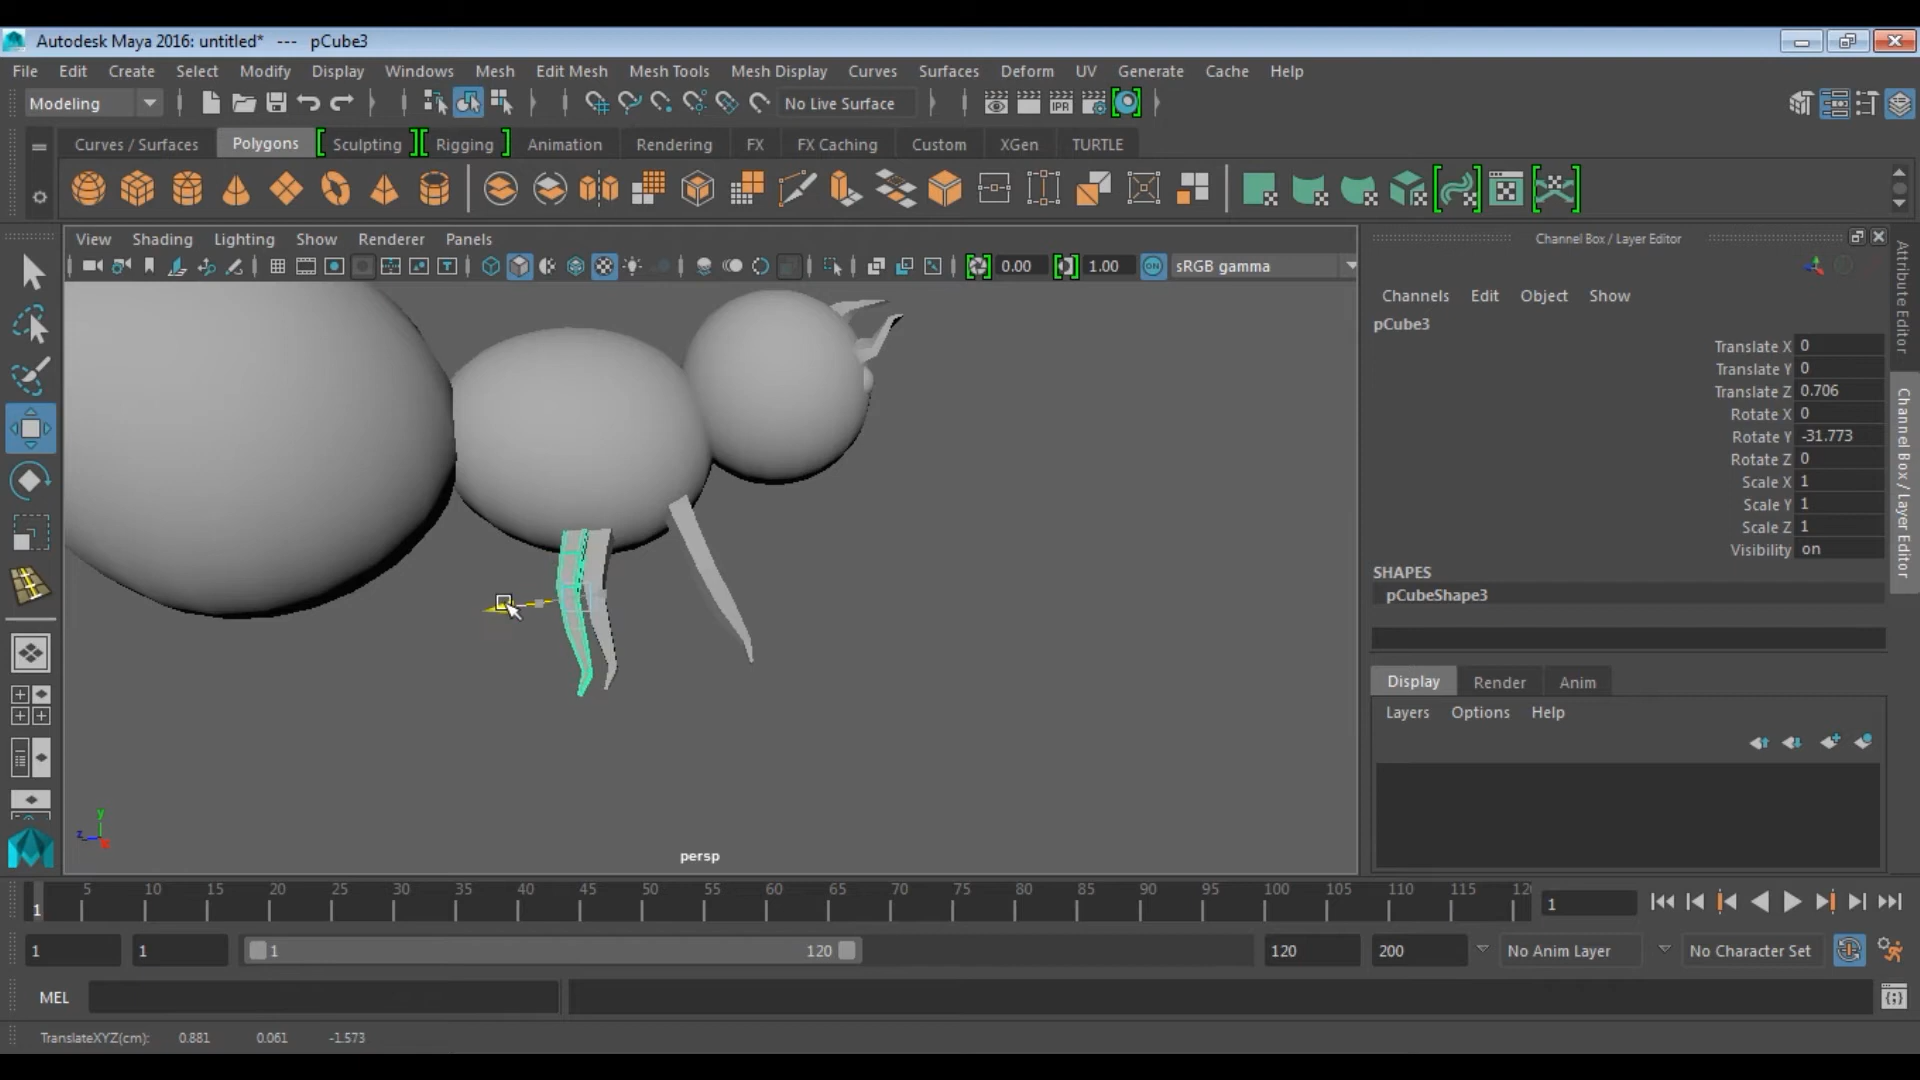 Autodesk Maya 2016: untitled* --- pCube3
File Edit Create Select Modify Display Windows Mesh Edit Mesh Mesh Tools Mesh Display Curves Surfaces Deform UV Generate Cache Help
Modeling No Live Surface IPR
Curves / Surfaces Polygons Sculpting Rigging Animation Rendering FX FX Caching Custom XGen TURTLE
View Shading Lighting Show Renderer Panels
0.00 1.00 ON sRGB gamma
Channel Box / Layer Editor
Channels Edit Object Show
pCube3
Translate X 0
Translate Y 0
Translate Z 0.706
Rotate X 0
Rotate Y -31.773
Rotate Z 0
Scale X 1
Scale Y 1
Scale Z 1
Visibility on
SHAPES
pCubeShape3
Display Render Anim
Layers Options Help
Attribute Editor
Channel Box / Layer Editor
y
z
x
persp
1 5 10 15 20 25 30 35 40 45 50 55 60 65 70 75 80 85 90 95 100 105 110 115 12
1
1 1 1 120 120 200 No Anim Layer No Character Set
MEL
TranslateXYZ(cm): 0.881 0.061 -1.573